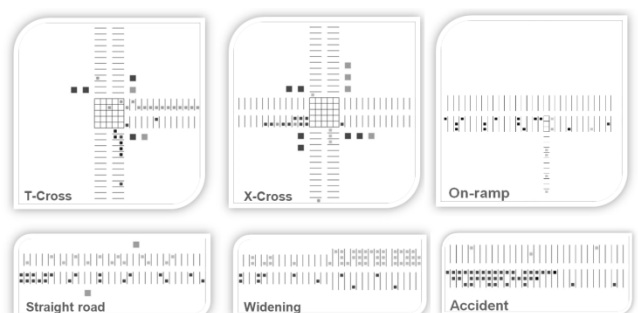 T-Cross
X-Cross
On-ramp
Straight road
Widening
Accident